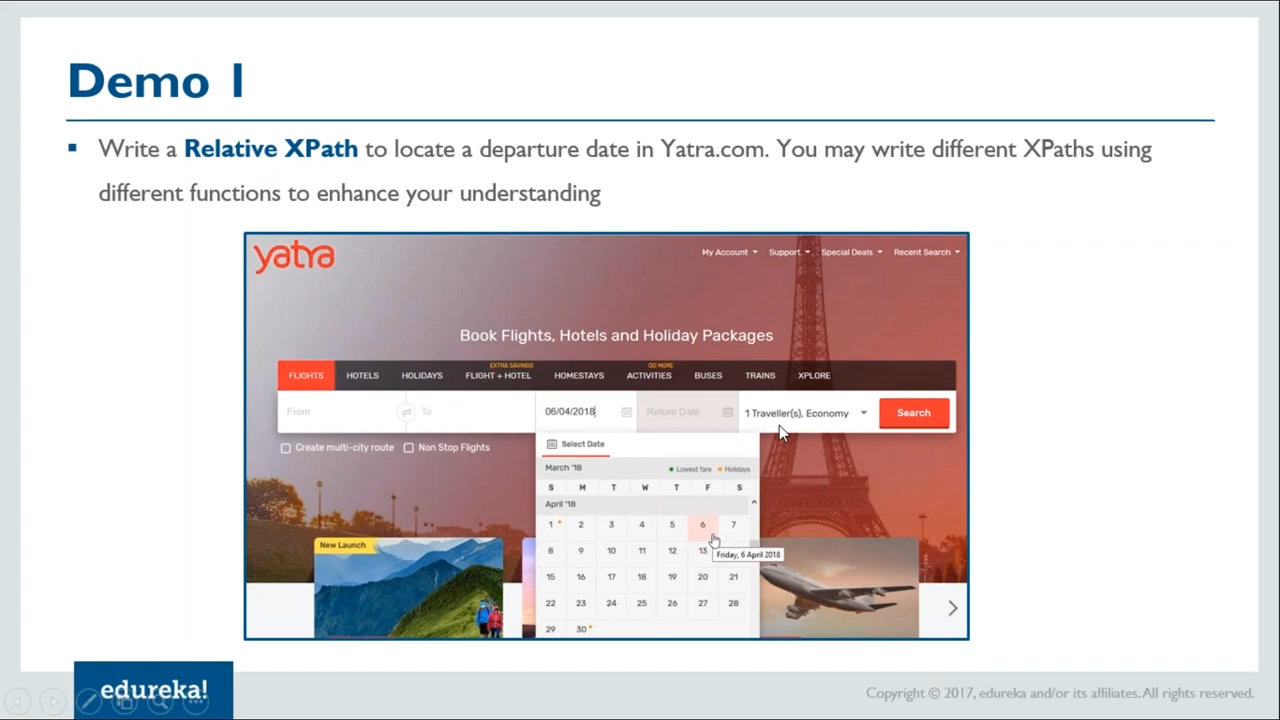 Demo 1
Write a Relative XPath to locate a departure date in Yatra.com. You may write different XPaths using
different functions to enhance your understanding
yatra
My Account Support Special Deals Recent Search
Book Flights, Hotels and Holiday Packages
EXTRA SAVINGS DO MORE
FLIGHTS HOTELS HOLIDAYS FLIGHT + HOTEL HOMESTAYS ACTIVITIES BUSES TRAINS XPLORE
From To 06/04/2018 Return Date 1 Traveller(s), Economy Search
Create multi-city route Non Stop Flights Select Date
March '18 Lowest fare Holidays
S M T W T F S
April '18
1 2 3 4 5 6 7
New Launch
8 9 10 11 12 13 Friday, 6 April 2018
15 16 17 18 19 20 21
22 23 24 25 26 27 28
29 30
edureka!
Copyright © 2017, edureka and/or its affiliates. All rights reserved.